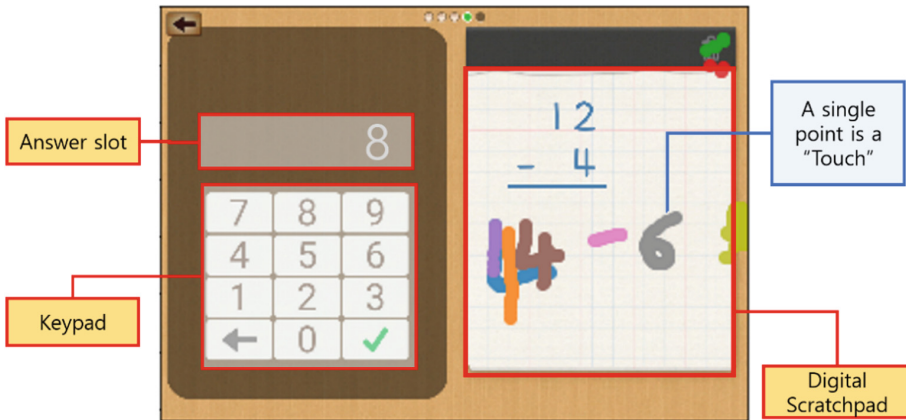 Answer slot
8
7 8 9
4 5 6
1 2 3
0
Keypad
12
- 4
4 - 6
A single
point is a
"Touch"
Digital
Scratchpad